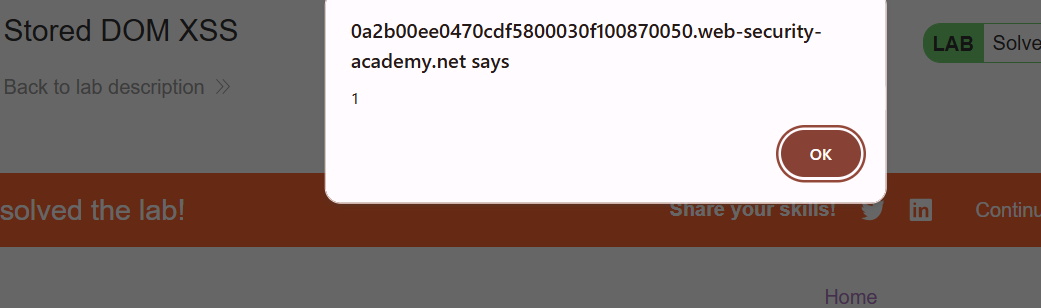 Stored DOM XSS
Back to lab description
0a2b00ee0470cdf5800030f100870050.web-security-
academy.net says
1
OK
LAB Solve
solved the lab!
Share your skills!
Continu
Home